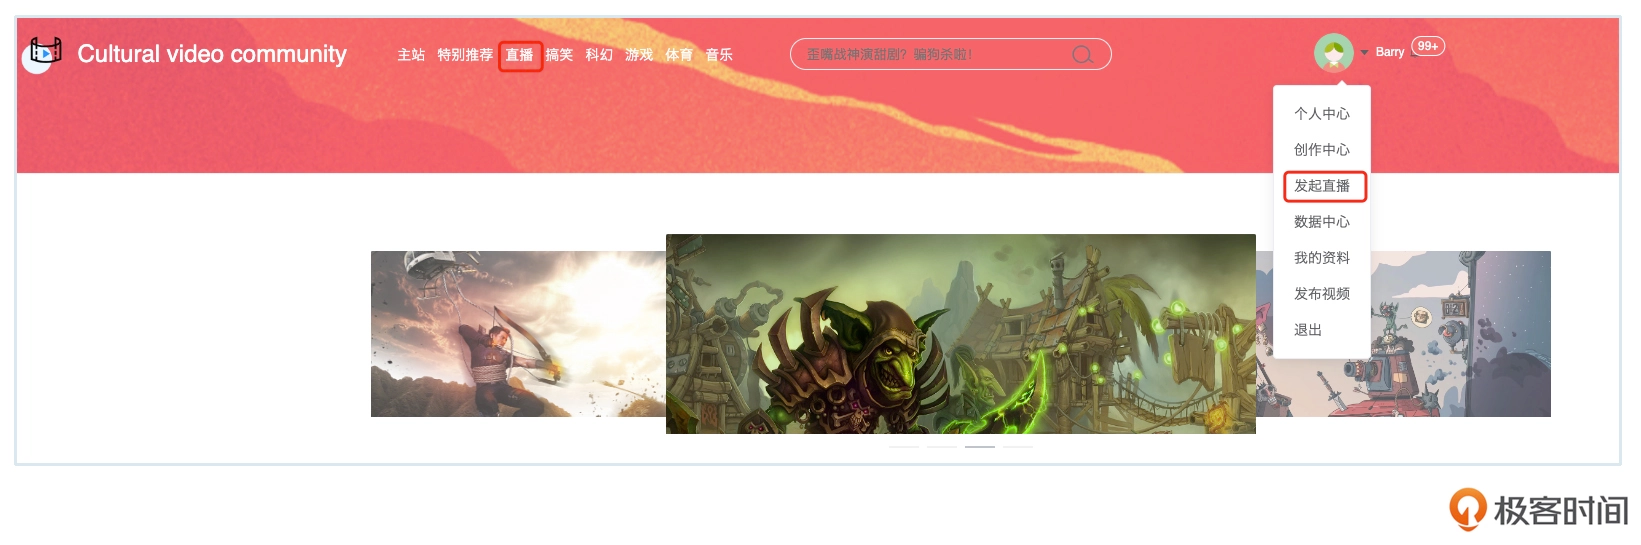 Cultural video community 主站 特别推荐 直播 搞笑 科幻 游戏 体育 音乐 歪嘴战神演甜剧？骗狗杀啦！ Barry 99+
个人中心
创作中心
发起直播
数据中心
我的资料
发布视频
退出
极客时间